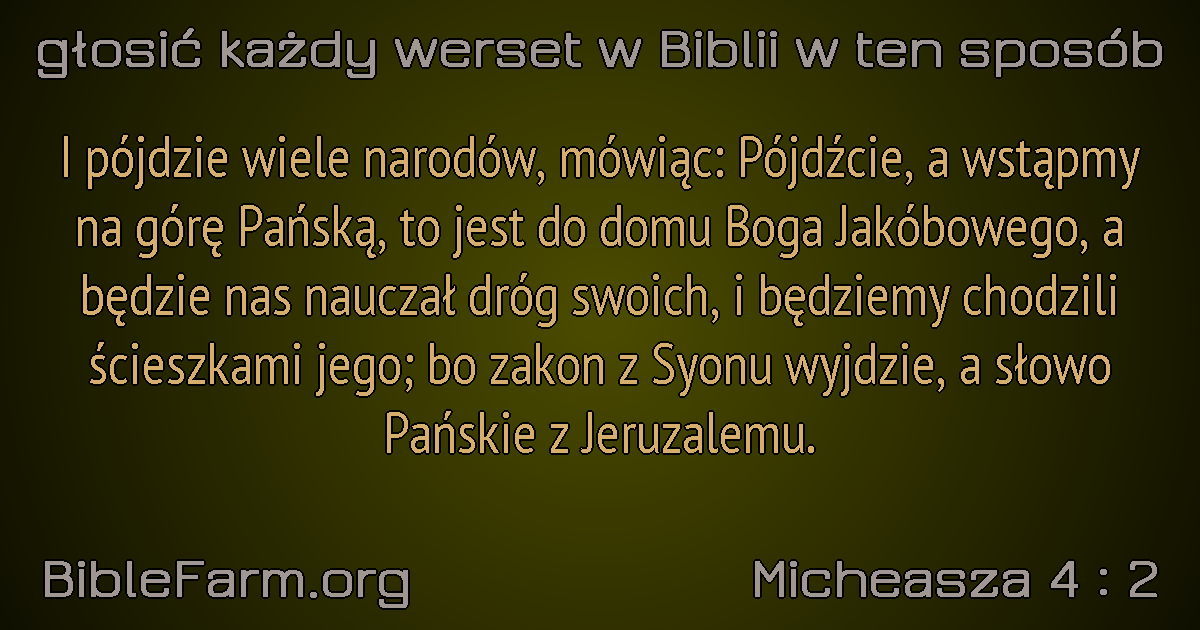 głosić każdy werset w Biblii w ten sposób
I pójdzie wiele narodów, mówiąc: Pójdźcie, a wstąpmy
na górę Pańską, to jest do domu Boga Jakóbowego, a
będzie nas nauczał dróg swoich, i będziemy chodzili
ścieszkami jego; bo zakon z Syonu wyjdzie, a słowo
Pańskie z Jeruzalemu.
BibleFarm.org
Micheasza 4 : 2